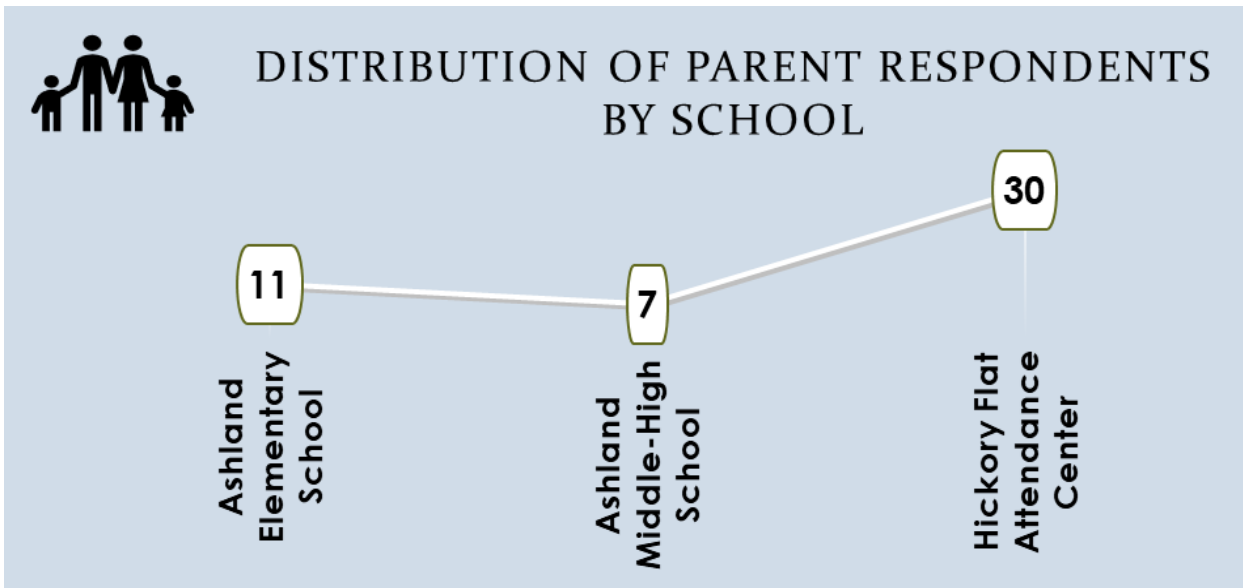 DISTRIBUTION OF PARENT RESPONDENTS
BY SCHOOL
11
7
30
Ashland
Elementary
School
Ashland
Middle-High
School
Hickory Flat
Attendance
Center